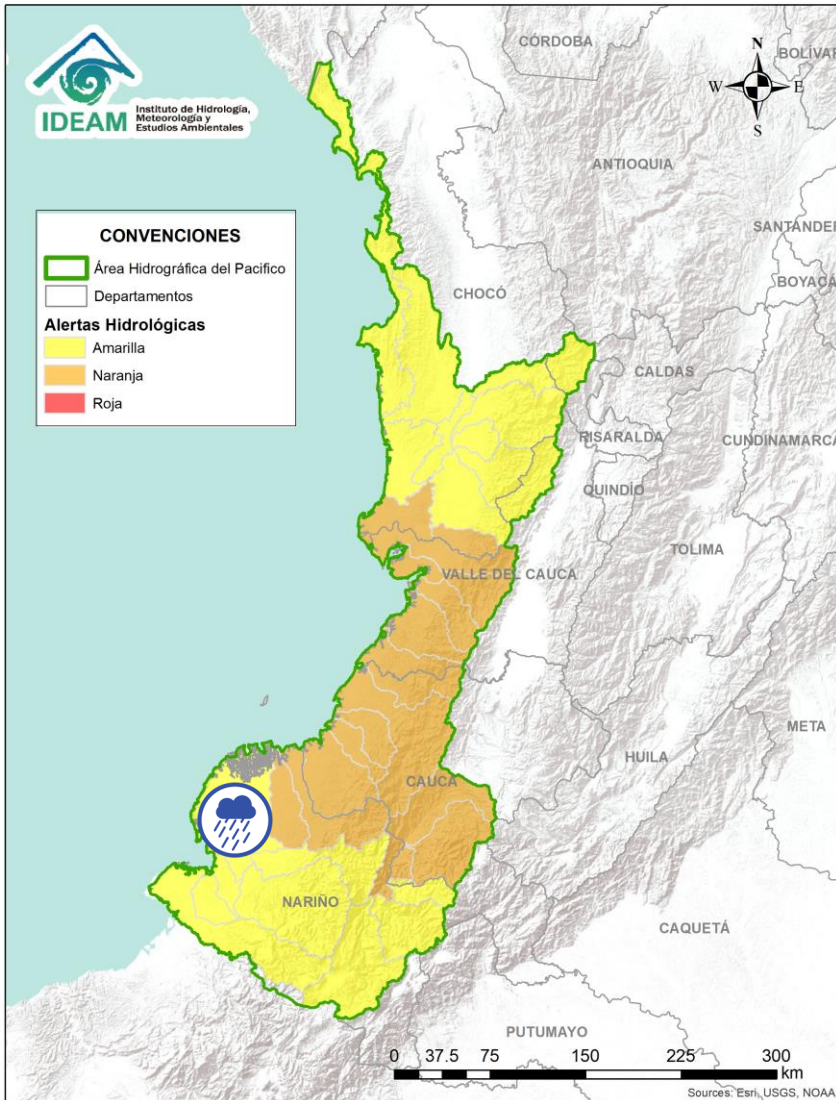 IDEAM
Instituto de Hidrología,
Meteorología y
Estudios Ambientales
N
W E
S
CONVENCIONES
Área Hidrográfica del Pacifico
Departamentos
Alertas Hidrológicas
Amarilla
Naranja
Roja
CÓRDOBA
BOLÍVAR
ANTIOQUIA
SANTANDER
BOYACÁ
CHOCÓ
CALDAS
RISARALDA
CUNDINAMARCA
QUINDÍO
TOLIMA
VALLE DEL CAUCA
META
HUILA
CAUCA
NARIÑO
CAQUETÁ
PUTUMAYO
0 37.5 75 150 225 300
km
Sources: Esri, USGS, NOAA